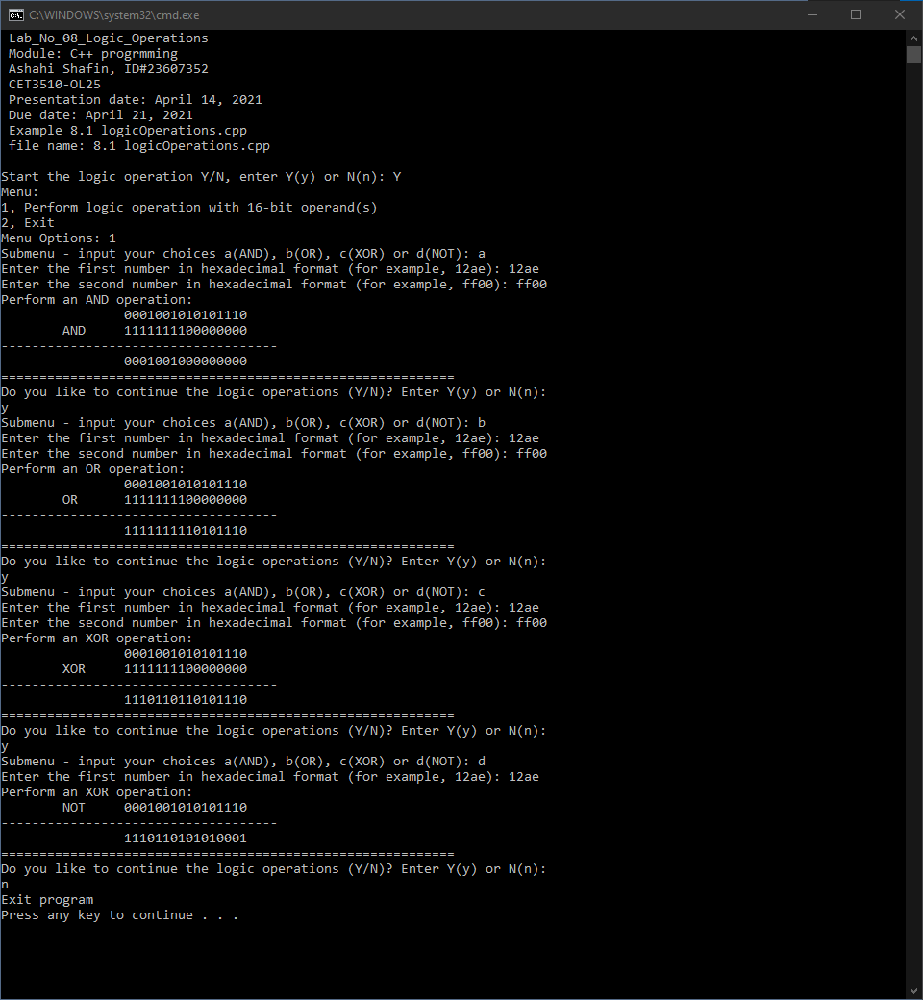 C:\WINDOWS\system32\cmd.exe
Lab_No_08_Logic_Operations
Module: C++ progrmming
Ashahi Shafin, ID#23607352
CET3510-OL25
Presentation date: April 14, 2021
Due date: April 21, 2021
Example 8.1 logicOperations.cpp
file name: 8.1 logicOperations.cpp
-----------------------------------------------------------------------------
Start the logic operation Y/N, enter Y(y) or N(n): Y
Menu:
1, Perform logic operation with 16-bit operand(s)
2, Exit
Menu Options: 1
Submenu - input your choices a(AND), b(OR), c(XOR) or d(NOT): a
Enter the first number in hexadecimal format (for example, 12ae): 12ae
Enter the second number in hexadecimal format (for example, ff00): ff00
Perform an AND operation:
                0001001010101110
        AND     1111111100000000
------------------------------------
                0001001000000000
===========================================================
Do you like to continue the logic operations (Y/N)? Enter Y(y) or N(n):
y
Submenu - input your choices a(AND), b(OR), c(XOR) or d(NOT): b
Enter the first number in hexadecimal format (for example, 12ae): 12ae
Enter the second number in hexadecimal format (for example, ff00): ff00
Perform an OR operation:
                0001001010101110
        OR      1111111100000000
------------------------------------
                1111111110101110
===========================================================
Do you like to continue the logic operations (Y/N)? Enter Y(y) or N(n):
y
Submenu - input your choices a(AND), b(OR), c(XOR) or d(NOT): c
Enter the first number in hexadecimal format (for example, 12ae): 12ae
Enter the second number in hexadecimal format (for example, ff00): ff00
Perform an XOR operation:
                0001001010101110
        XOR     1111111100000000
------------------------------------
                1110110110101110
===========================================================
Do you like to continue the logic operations (Y/N)? Enter Y(y) or N(n):
y
Submenu - input your choices a(AND), b(OR), c(XOR) or d(NOT): d
Enter the first number in hexadecimal format (for example, 12ae): 12ae
Perform an XOR operation:
        NOT     0001001010101110
------------------------------------
                1110110101010001
===========================================================
Do you like to continue the logic operations (Y/N)? Enter Y(y) or N(n):
n
Exit program
Press any key to continue . . .